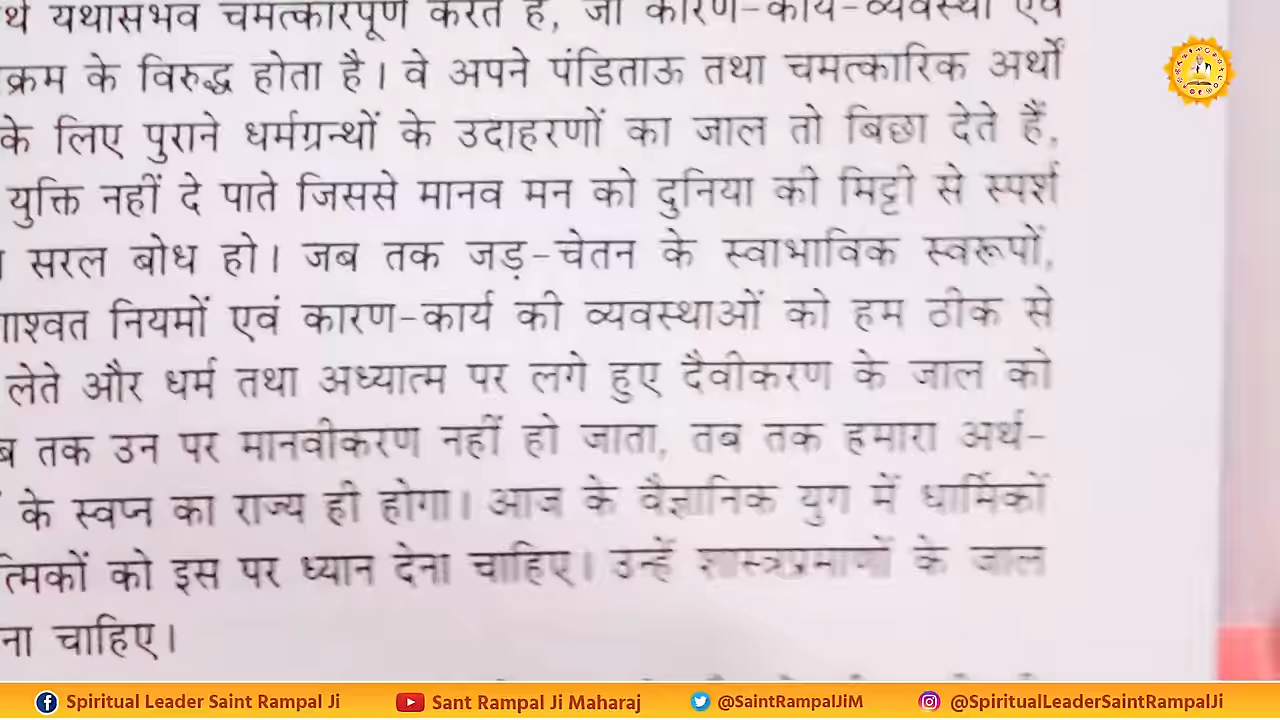 यथासंभव चमत्कारपूर्ण करते हैं, जो कारण-कार्य-व्यवस्था एवं
क्रम के विरुद्ध होता है। वे अपने पंडिताऊ तथा चमत्कारिक अर्थों
के लिए पुराने धर्मग्रन्थों के उदाहरणों का जाल तो बिछा देते हैं,
युक्ति नहीं दे पाते जिससे मानव मन को दुनिया की मिट्टी से स्पर्श
सरल बोध हो। जब तक जड़-चेतन के स्वाभाविक स्वरूपों,
नियमों एवं कारण-कार्य की व्यवस्थाओं को हम ठीक से
लेते और धर्म तथा अध्यात्म पर लगे हुए दैवीकरण के जाल को
तक उन पर मानवीकरण नहीं हो जाता, तब तक हमारा अर्थ-
के स्वप्न का राज्य ही होगा। आज के वैज्ञानिक युग में धार्मिकों
त्मिकों को इस पर ध्यान देना चाहिए। उन्हें शास्त्रप्रमाणों के जाल
ना चाहिए।
Spiritual Leader Saint Rampal Ji Sant Rampal Ji Maharaj @SaintRampalJiM @SpiritualLeaderSaintRampalJi